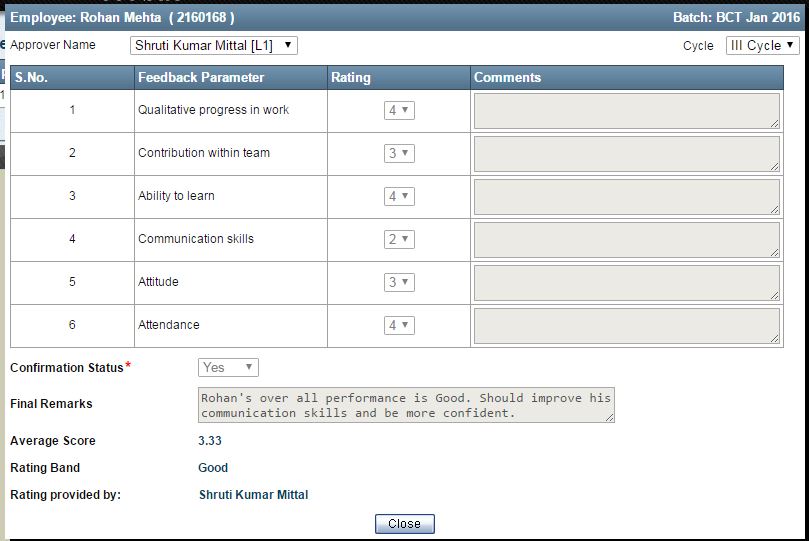 Employee: Rohan Mehta ( 2160168 ) Batch: BCT Jan 2016
Approver Name Shruti Kumar Mittal [L1] Cycle III Cycle
S.No. Feedback Parameter Rating Comments
1 Qualitative progress in work 4
2 Contribution within team 3
3 Ability to learn 4
4 Communication skills 2
5 Attitude 3
6 Attendance 4
Confirmation Status* Yes
Final Remarks
Rohan's over all performance is Good. Should improve his
communication skills and be more confident.
Average Score 3.33
Rating Band Good
Rating provided by: Shruti Kumar Mittal
Close